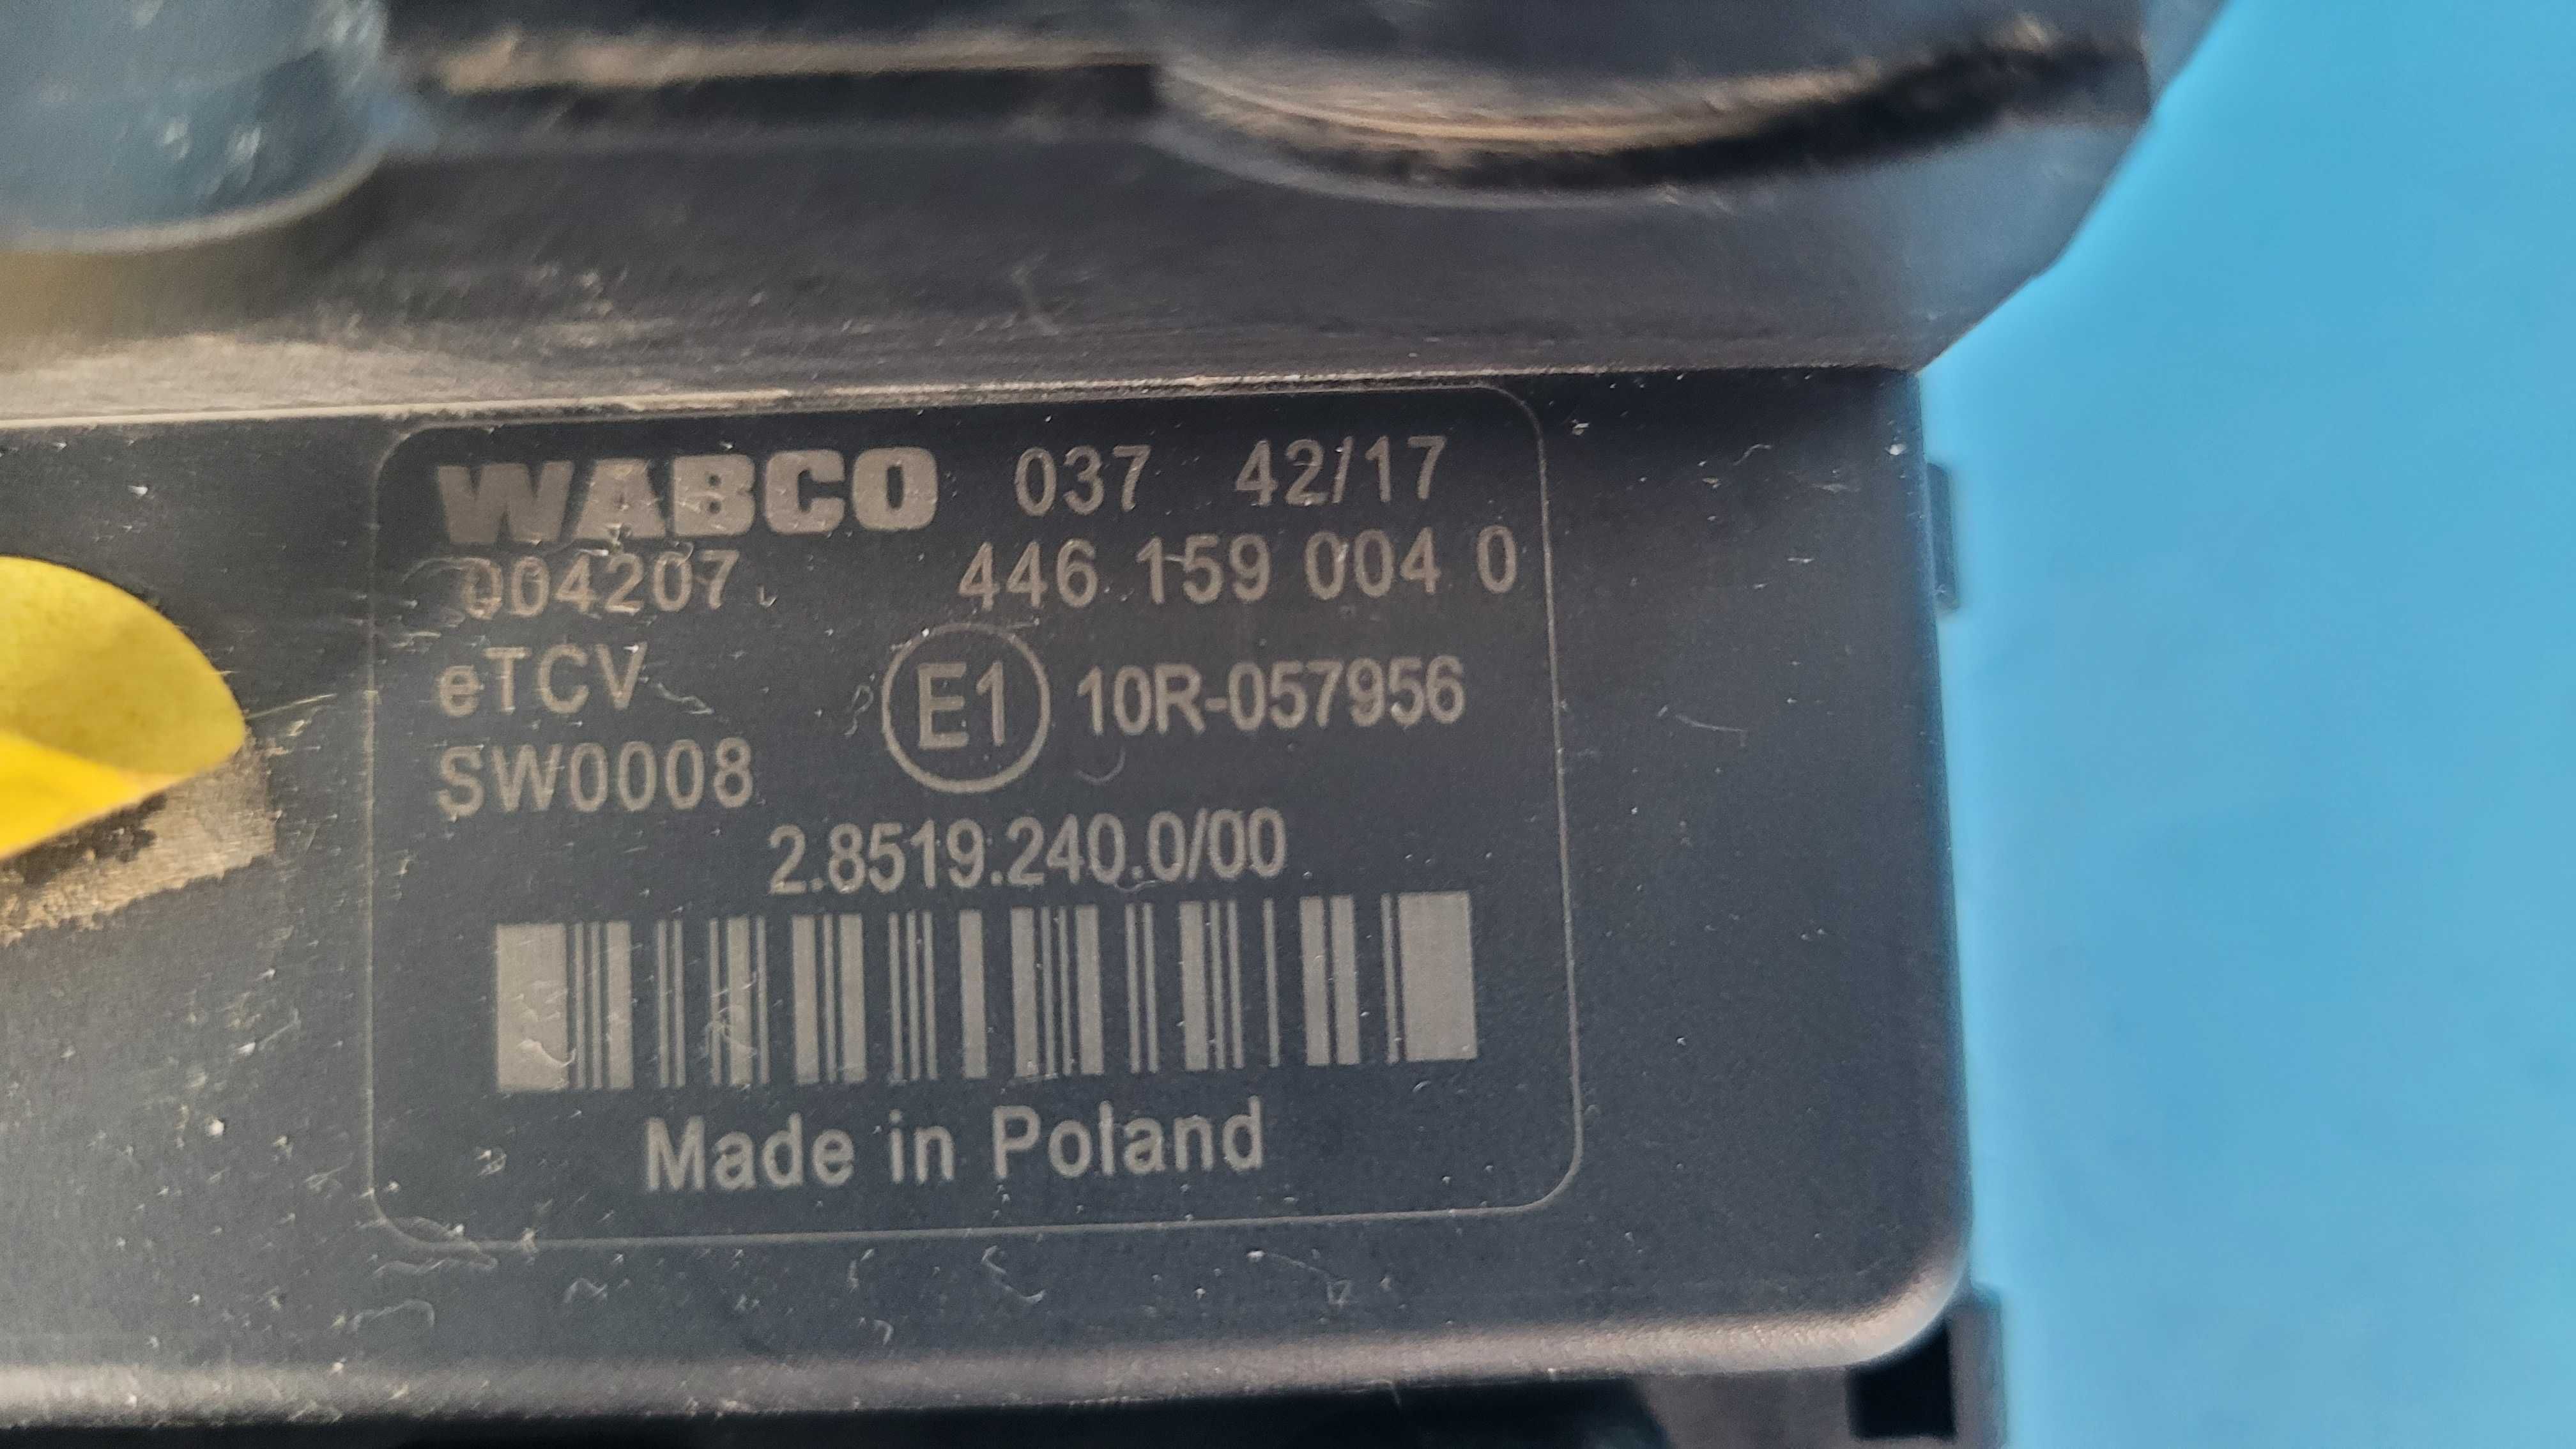 WABCO 037 42/17
004207 446 159 004 0
eTCV E1 10R-057956
SW0008
2.8519.240.0/00
Made in Poland